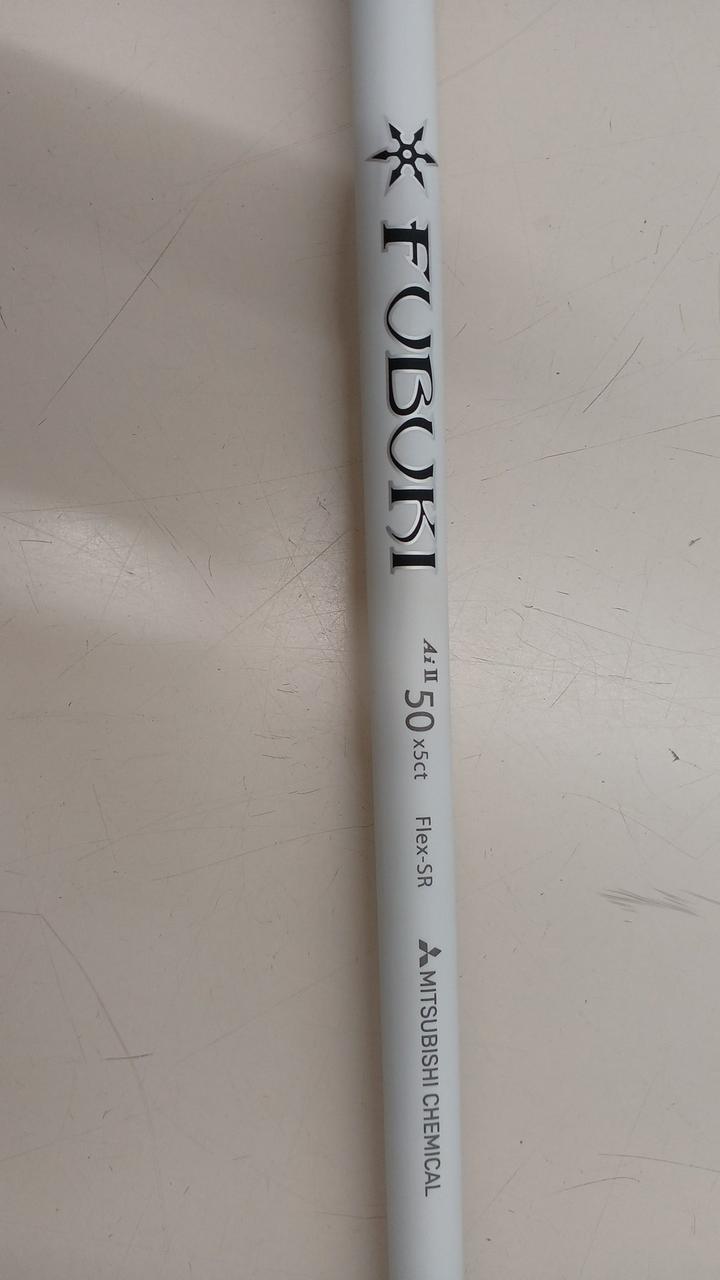 FUBUKI
Ai II 50 x5ct Flex-SR
MITSUBISHI CHEMICAL